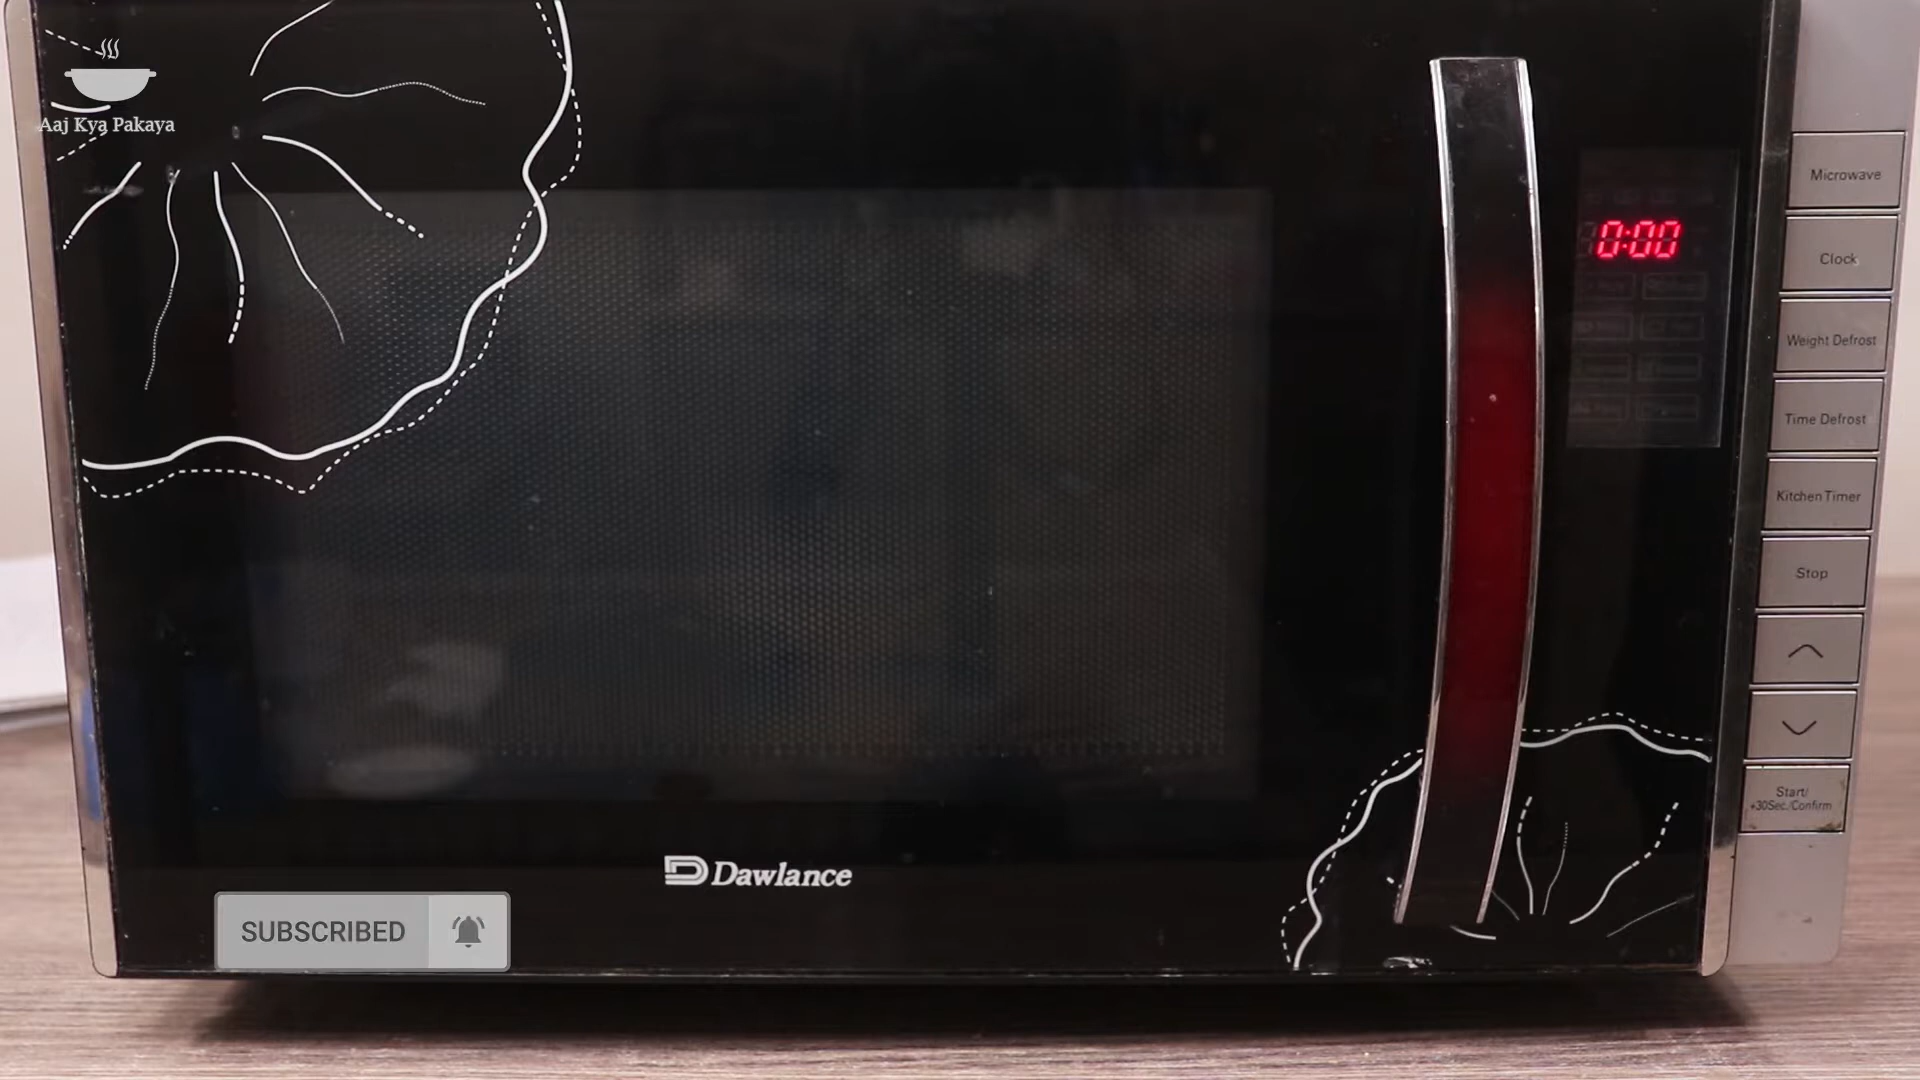 Aaj Kya Pakaya
0:00
Microwave
Clock
Weight Defrost
Time Defrost
Kitchen Timer
Stop
Start/
+30Sec./Confirm
Dawlance
SUBSCRIBED